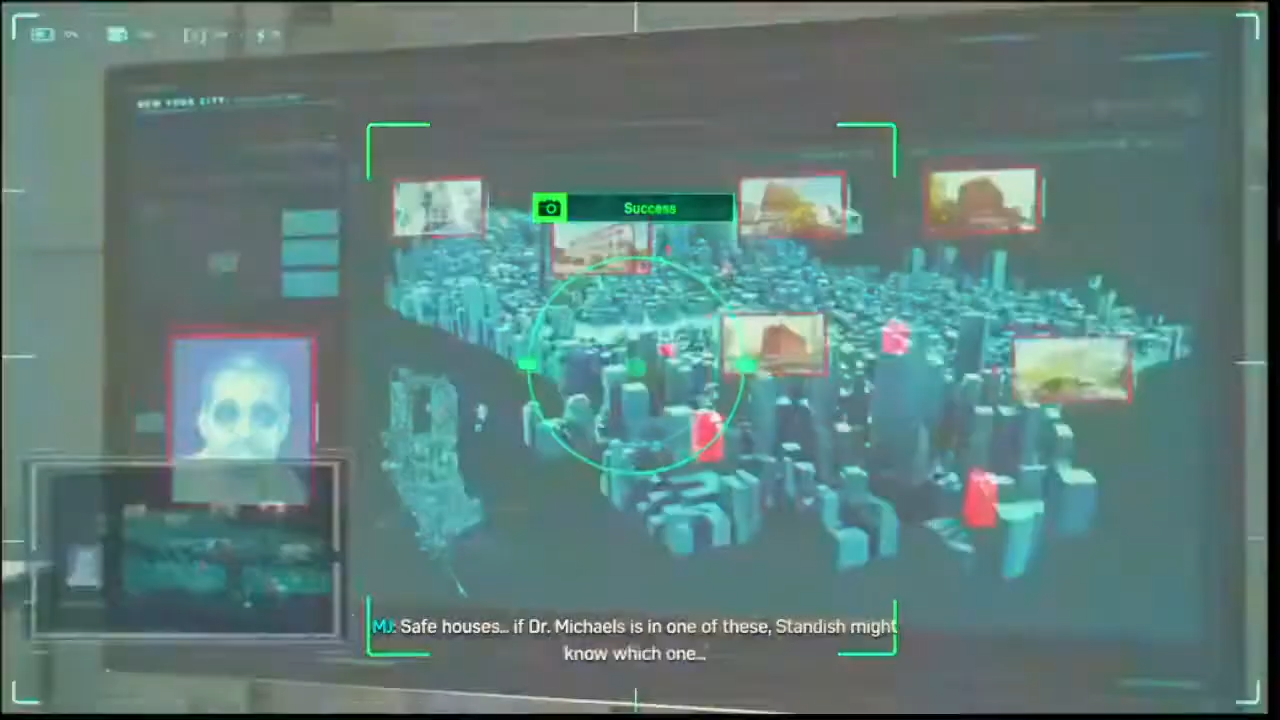 NEW YORK CITY:
Success
MJ: Safe houses... if Dr. Michaels is in one of these, Standish might
know which one...